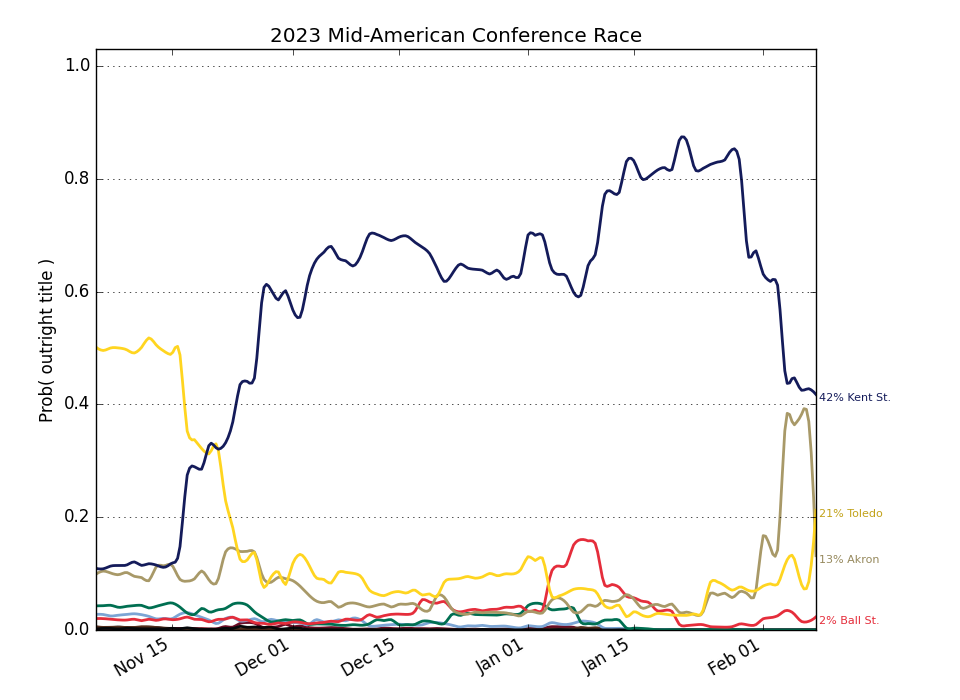 2023 Mid-American Conference Race
Prob( outright title )
1.0
0.8
0.6
0.4
0.2
0.0
42% Kent St.
21% Toledo
13% Akron
2% Ball St.
Nov 15
Dec 01
Dec 15
Jan 01
Jan 15
Feb 01